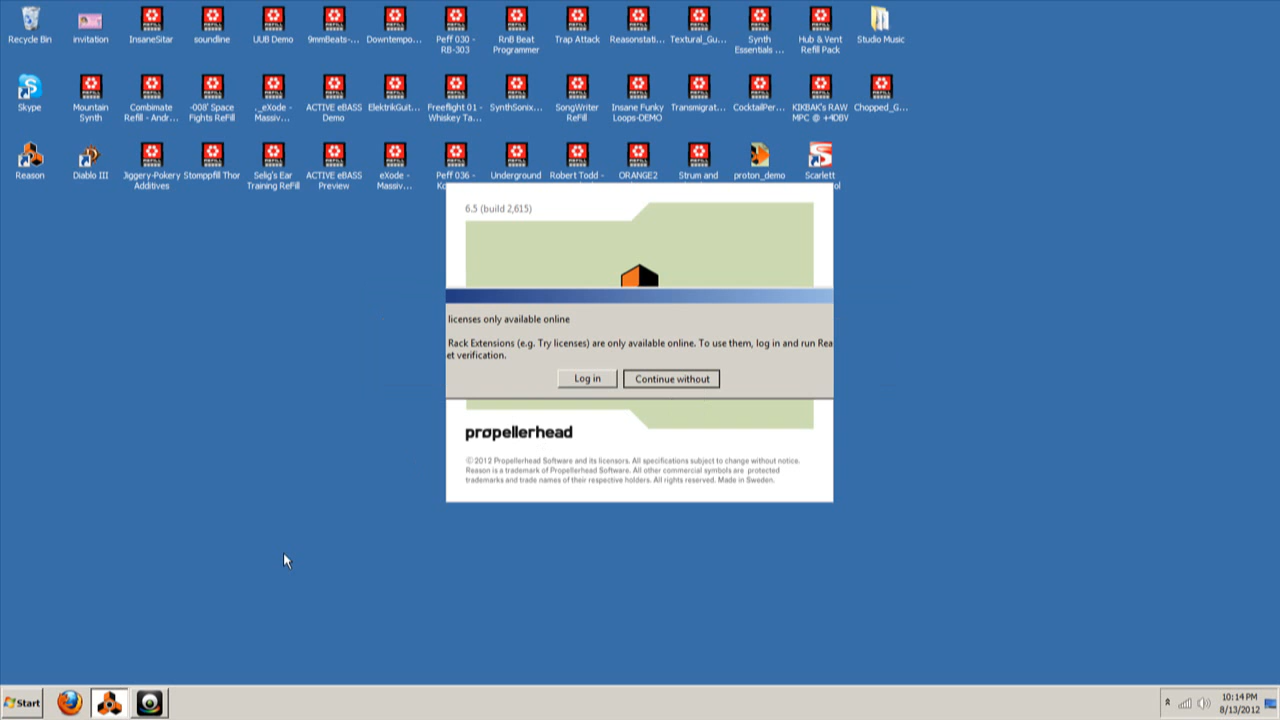 Recycle Bin
invitation
InsaneSitar
soundline
UUB Demo
9mmBeats-...
Downtempo...
Peff 030 -
RB-303
RnB Beat
Programmer
Trap Attack
Reasonstati...
Textural_Gu...
Synth
Essentials ...
Hub & Vent
Refill Pack
Studio Music
Skype
Mountain
Synth
Combinate
Refill - Andr...
-008' Space
Fights ReFill
._eXode -
Massiv...
ACTIVE eBASS
Demo
ElektrikGuit...
Freeflight 01 -
Whiskey Ta...
SynthSonix...
SongWriter
ReFill
Insane Funky
Loops-DEMO
Transmigrat...
CocktailPer...
KIKBAK's RAW
MPC @ +4DBV
Chopped_G...
Reason
Diablo III
Jiggery-Pokery
Additives
Stomppfill Thor
Selig's Ear
Training ReFill
ACTIVE eBASS
Preview
eXode -
Massiv...
Peff 036 -
Underground
Robert Todd -
ORANGE2
Strum and
proton_demo
Scarlett
6.5 (build 2,615)
licenses only available online
Rack Extensions (e.g. Try licenses) are only available online. To use them, log in and run Rea
et verification.
Log in
Continue without
propellerhead
©2012 Propellerhead Software and its licensors. All specifications subject to change without notice.
Reason is a trademark of Propellerhead Software. All other commercial symbols are protected
trademarks and trade names of their respective holders. All rights reserved. Made in Sweden.
Start
10:14 PM
8/13/2012